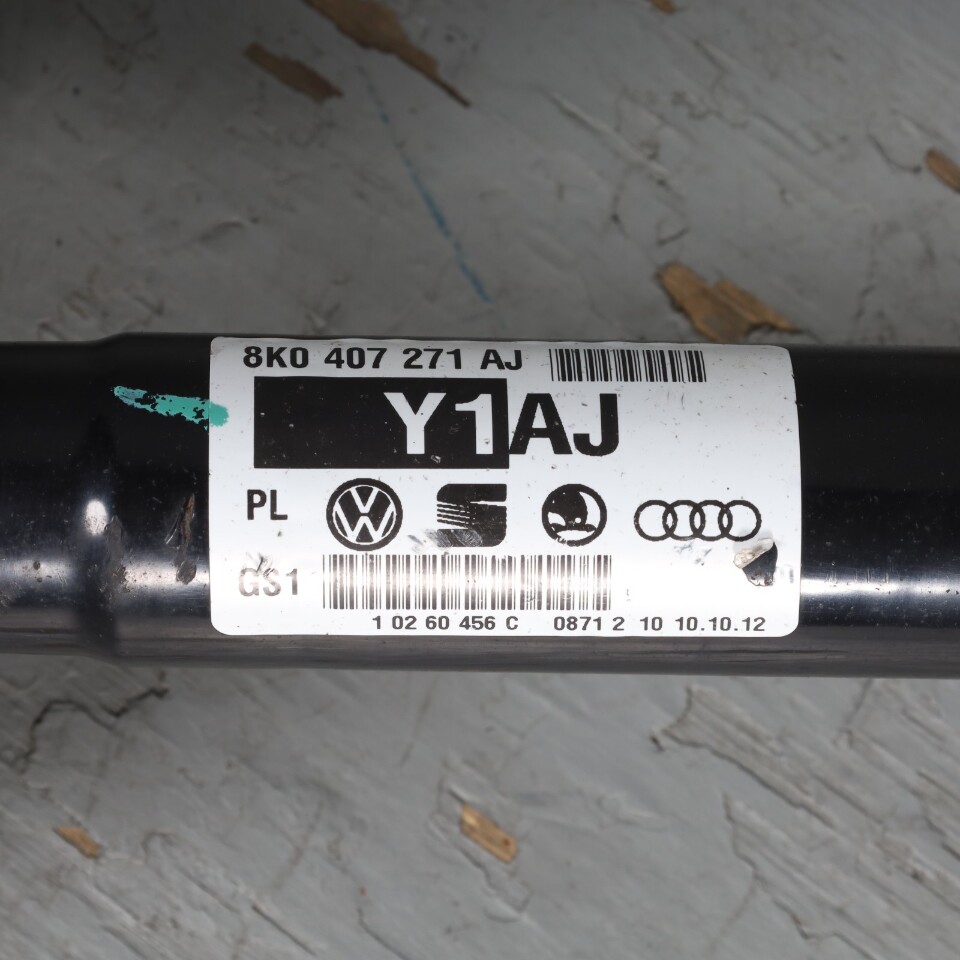 8K0 407 271 AJ
Y1AJ
PL
GS1
1 02 60 456 C 0871 2 10 10.10.12